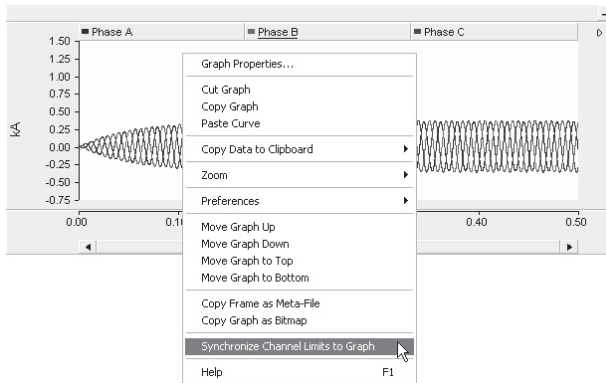 Phase A
Phase B
Phase C
1.50
1.25
1.00
0.75
0.50
0.25
0.00
-0.25
-0.50
-0.75
kA
Graph Properties...
Cut Graph
Copy Graph
Paste Curve
Copy Data to Clipboard
Zoom
Preferences
Move Graph Up
Move Graph Down
Move Graph to Top
Move Graph to Bottom
Copy Frame as Meta-File
Copy Graph as Bitmap
Synchronize Channel Limits to Graph
Help F1
0.00
0.10
0.40
0.50